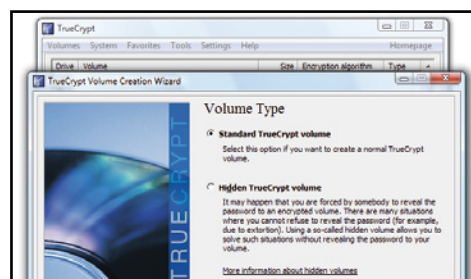 TrueCrypt
Volumes System Favorites Tools Settings Help Homepage
Drive Volume Size Encryption algorithm Type
TrueCrypt Volume Creation Wizard
TRUECRYPT
Volume Type
Standard TrueCrypt volume
Select this option if you want to create a normal TrueCrypt
volume.
Hidden TrueCrypt volume
It may happen that you are forced by somebody to reveal the
password to an encrypted volume. There are many situations
where you cannot refuse to reveal the password (for example,
due to extortion). Using a so-called hidden volume allows you to
solve such situations without revealing the password to your
volume.
More information about hidden volumes